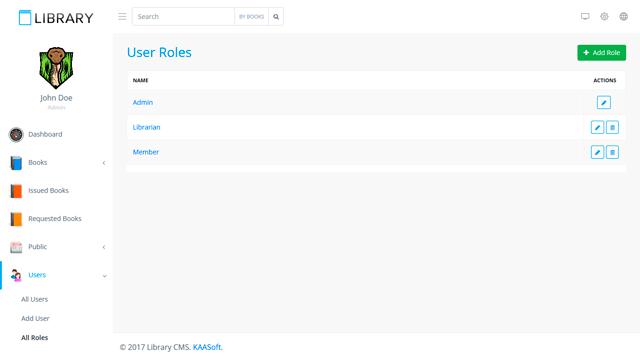 LIBRARY
Search
BY BOOKS
John Doe
Admin
Dashboard
Books
Issued Books
Requested Books
Public
Users
All Users
Add User
All Roles
User Roles
Add Role
NAME
ACTIONS
Admin
Librarian
Member
© 2017 Library CMS. KAASoft.